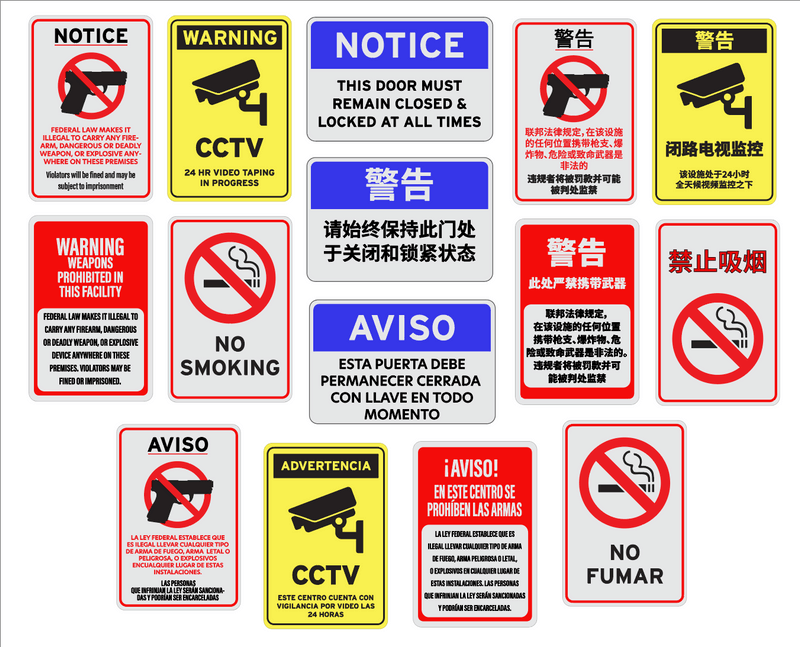 NOTICE
FEDERAL LAW MAKES IT
ILLEGAL TO CARRY ANY FIRE-
ARM, DANGEROUS OR DEADLY
WEAPON, OR EXPLOSIVE ANY-
WHERE ON THESE PREMISES
Violators will be fined and may be
subject to imprisonment
WARNING
CCTV
24 HR VIDEO TAPING
IN PROGRESS
NOTICE
THIS DOOR MUST
REMAIN CLOSED &
LOCKED AT ALL TIMES
警告
联邦法律规定,在该设施
的任何位置携带枪支、爆
炸物、危险或致命武器是
非法的
违规者将被罚款并可能
被判处监禁
警告
闭路电视监控
该设施处于24小时
全天候视频监控之下
警告
请始终保持此门处
于关闭和锁紧状态
WARNING
WEAPONS
PROHIBITED IN
THIS FACILITY
FEDERAL LAW MAKES IT ILLEGAL TO
CARRY ANY FIREARM, DANGEROUS
OR DEADLY WEAPON, OR EXPLOSIVE
DEVICE ANYWHERE ON THESE
PREMISES. VIOLATORS MAY BE
FINED OR IMPRISONED.
NO
SMOKING
AVISO
ESTA PUERTA DEBE
PERMANECER CERRADA
CON LLAVE EN TODO
MOMENTO
警告
此处严禁携带武器
联邦法律规定,
在该设施的任何位置
携带枪支、爆炸物、危
险或致命武器是非法的。
违规者将被罚款并可
能被判处监禁
禁止吸烟
AVISO
LA LEY FEDERAL ESTABLECE QUE
ES ILEGAL LLEVAR CUALQUIER TIPO
DE ARMA DE FUEGO, ARMA LETAL O
PELIGROSA, O EXPLOSIVOS
ENCUALQUIER LUGAR DE ESTAS
INSTALACIONES.
LAS PERSONAS
QUE INFRINJAN LA LEY SERÁN SANCIONA-
DAS Y PODRÍAN SER ENCARCELADAS
ADVERTENCIA
CCTV
ESTE CENTRO CUENTA CON
VIGILANCIA POR VIDEO LAS
24 HORAS
¡AVISO!
EN ESTE CENTRO SE
PROHÍBEN LAS ARMAS
LA LEY FEDERAL ESTABLECE QUE ES
ILEGAL LLEVAR CUALQUIER TIPO DE ARMA
DE FUEGO, ARMA PELIGROSA O LETAL,
O EXPLOSIVOS EN CUALQUIER LUGAR DE
ESTAS INSTALACIONES. LAS PERSONAS
QUE INFRINJAN LA LEY SERÁN SANCIONADAS
Y PODRÍAN SER ENCARCELADAS.
NO
FUMAR